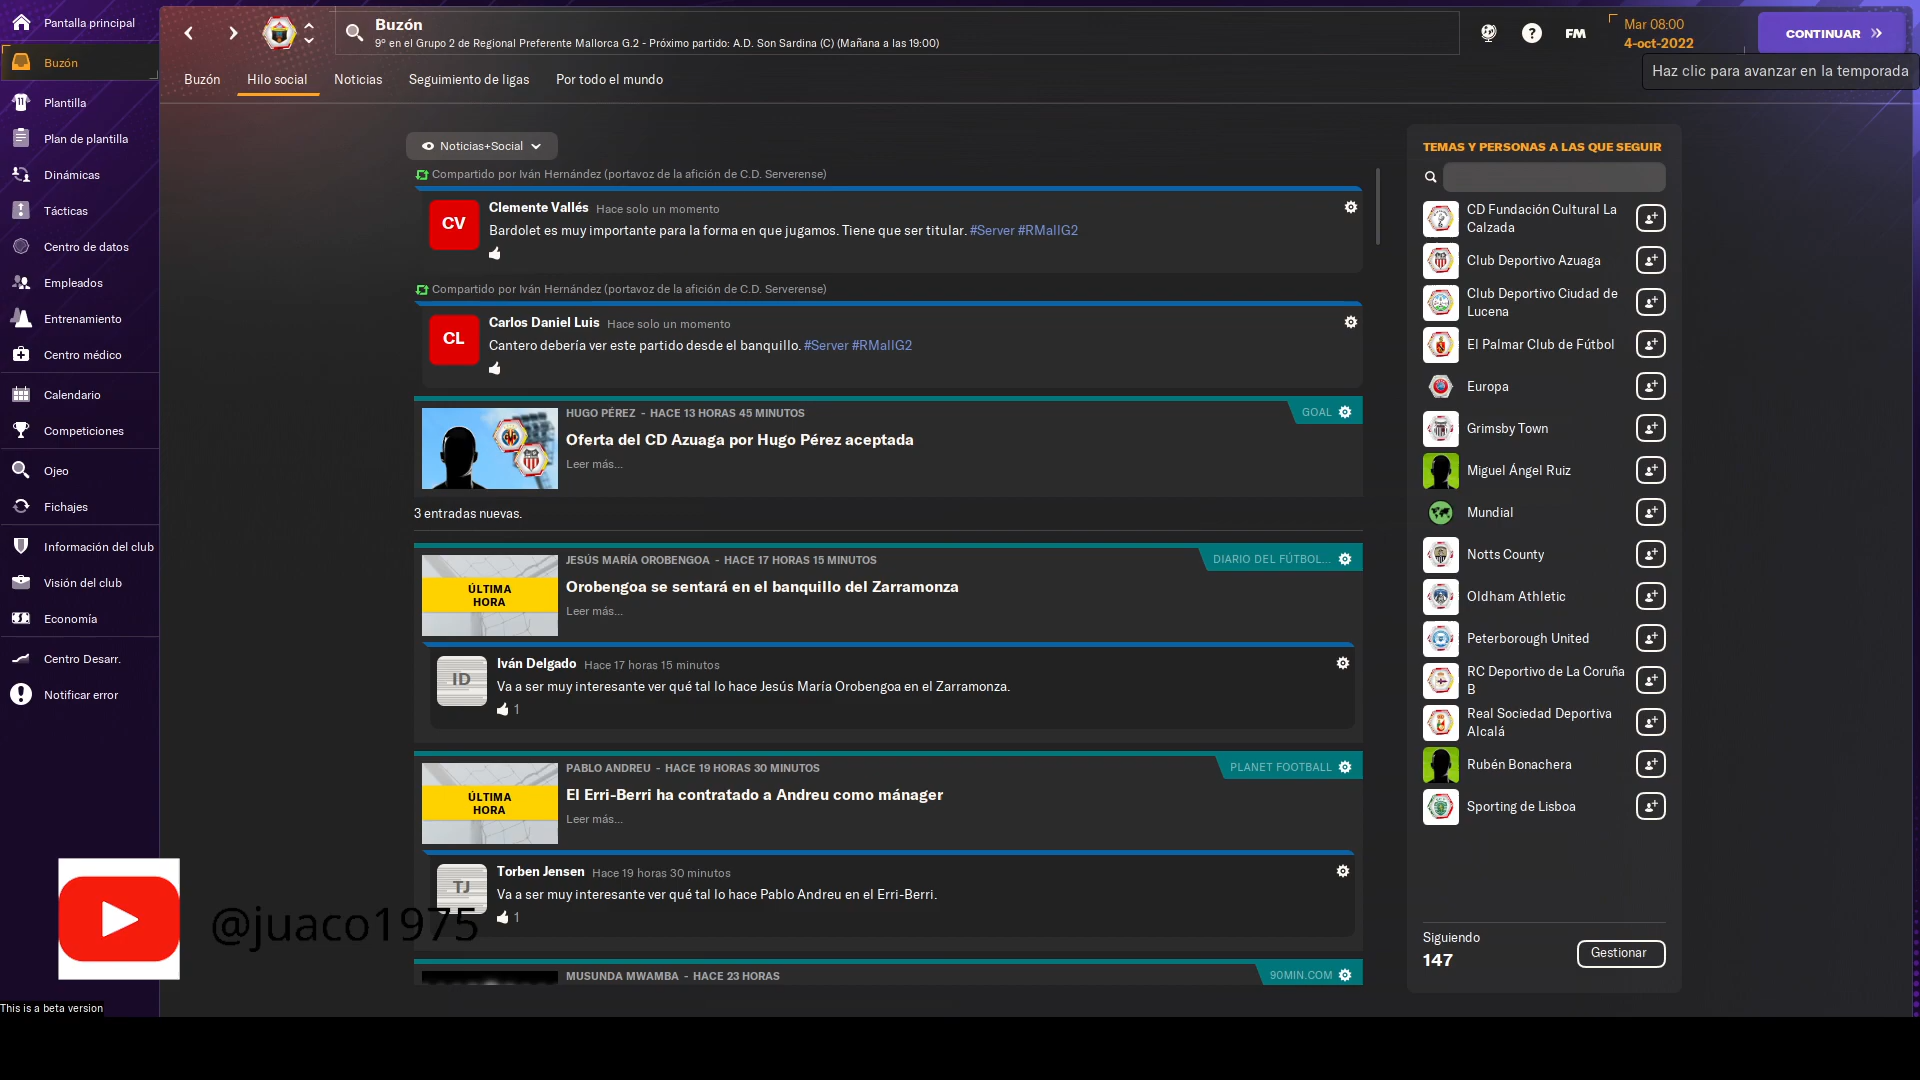 Pantalla principal
Buzón
Plantilla
Plan de plantilla
Dinámicas
Tácticas
Centro de datos
Empleados
Entrenamiento
Centro médico
Calendario
Competiciones
Ojeo
Fichajes
Información del club
Visión del club
Economía
Centro Desarr.
Notificar error
@juaco1975
This is a beta version
Buzón
9º en el Grupo 2 de Regional Preferente Mallorca G.2 - Próximo partido: A.D. Son Sardina (C) (Mañana a las 19:00)
FM
Mar 08:00
4-oct-2022
CONTINUAR
Haz clic para avanzar en la temporada
Buzón Hilo social Noticias Seguimiento de ligas Por todo el mundo
Noticias+Social
Compartido por Iván Hernández (portavoz de la afición de C.D. Serverense)
CV
Clemente Vallés Hace solo un momento
Bardolet es muy importante para la forma en que jugamos. Tiene que ser titular. #Server #RMallG2
Compartido por Iván Hernández (portavoz de la afición de C.D. Serverense)
CL
Carlos Daniel Luis Hace solo un momento
Cantero debería ver este partido desde el banquillo. #Server #RMallG2
HUGO PÉREZ - HACE 13 HORAS 45 MINUTOS
GOAL
Oferta del CD Azuaga por Hugo Pérez aceptada
Leer más...
3 entradas nuevas.
JESÚS MARÍA OROBENGOA - HACE 17 HORAS 15 MINUTOS
DIARIO DEL FÚTBOL...
ÚLTIMA
HORA
Orobengoa se sentará en el banquillo del Zarramonza
Leer más...
ID
Iván Delgado Hace 17 horas 15 minutos
Va a ser muy interesante ver qué tal lo hace Jesús María Orobengoa en el Zarramonza.
1
PABLO ANDREU - HACE 19 HORAS 30 MINUTOS
PLANET FOOTBALL
ÚLTIMA
HORA
El Erri-Berri ha contratado a Andreu como mánager
Leer más...
TJ
Torben Jensen Hace 19 horas 30 minutos
Va a ser muy interesante ver qué tal lo hace Pablo Andreu en el Erri-Berri.
1
MUSUNDA MWAMBA - HACE 23 HORAS
90MIN.COM
TEMAS Y PERSONAS A LAS QUE SEGUIR
CD Fundación Cultural La
Calzada
Club Deportivo Azuaga
Club Deportivo Ciudad de
Lucena
El Palmar Club de Fútbol
Europa
Grimsby Town
Miguel Ángel Ruiz
Mundial
Notts County
Oldham Athletic
Peterborough United
RC Deportivo de La Coruña
B
Real Sociedad Deportiva
Alcalá
Rubén Bonachera
Sporting de Lisboa
Siguiendo
147
Gestionar